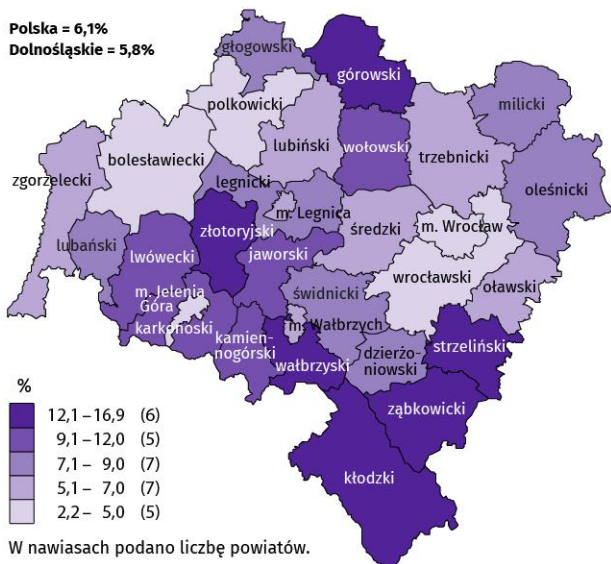 Polska = 6,1%
Dolnośląskie = 5,8%
głogowski
górowski
milicki
polkowicki
lubiński
wołowski
trzebnicki
bolesławiecki
zgorzelecki
legnicki
oleśnicki
m. Legnica
złotoryjski
średzki
m. Wrocław
lubański
lwówecki
jaworski
wrocławski
m. Jelenia
Góra
świdnicki
oławski
karkonoski
kamien-
nogórski
m. Wałbrzych
wałbrzyski
dzierżo-
niowski
strzeliński
ząbkowicki
kłodzki
%
12,1 – 16,9 (6)
9,1 – 12,0 (5)
7,1 – 9,0 (7)
5,1 – 7,0 (7)
2,2 – 5,0 (5)
W nawiasach podano liczbę powiatów.